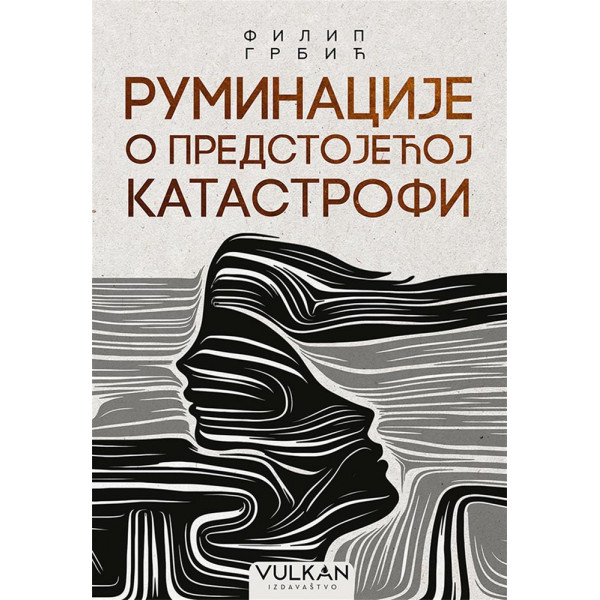 ФИЛИП
ГРБИЋ
РУМИНАЦИЈЕ
О ПРЕДСТОЈЕЋОЈ
КАТАСТРОФИ
VULKAN
IZDAVAŠTVO